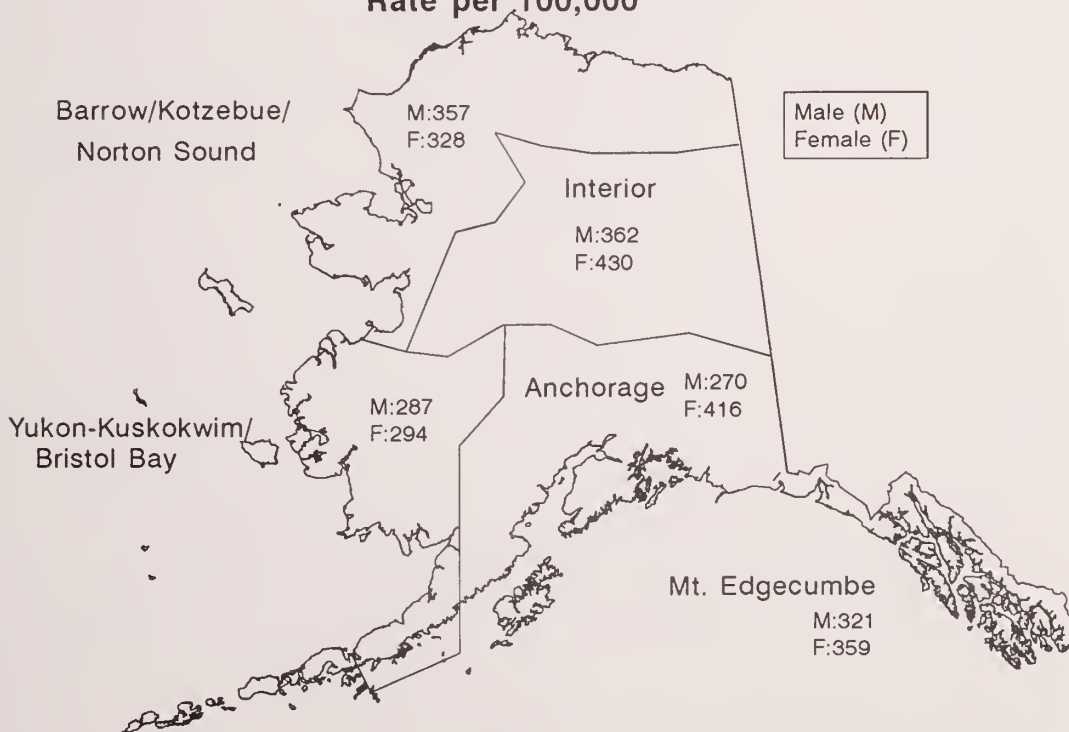 Rate per 100,000
Barrow/Kotzebue/
Norton Sound
M:357
F:328
Male (M)
Female (F)
Interior
M:362
F:430
Yukon-Kuskokwim/
Bristol Bay
M:287
F:294
Anchorage
M:270
F:416
Mt. Edgecumbe
M:321
F:359